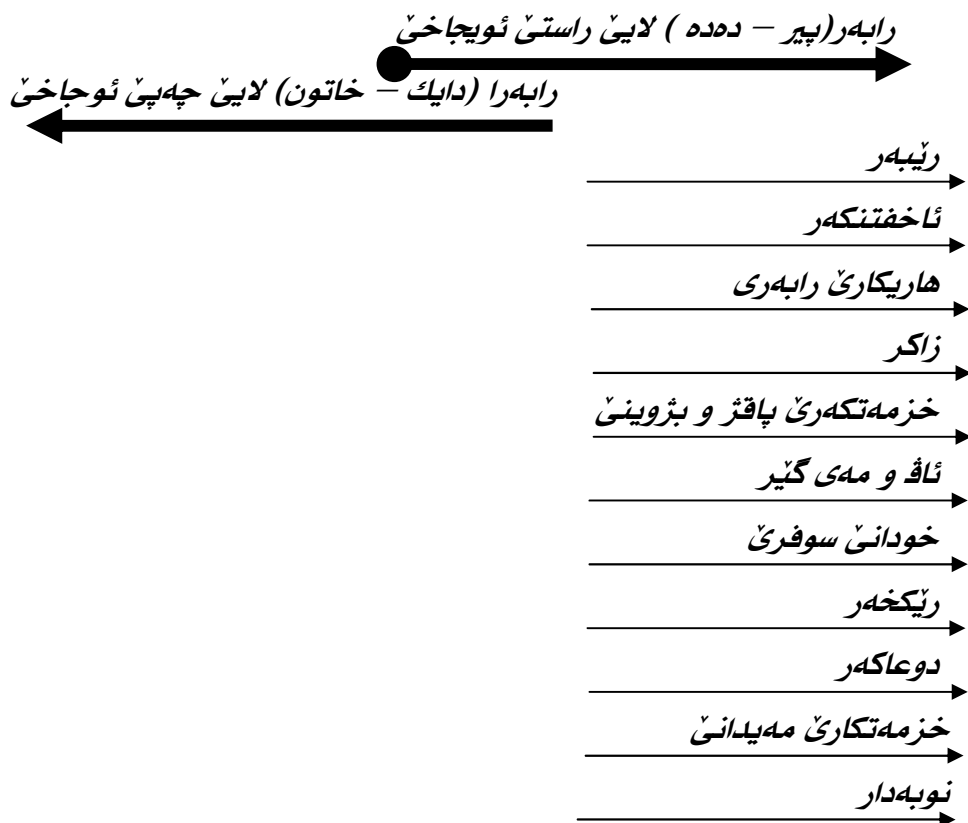 رابەر(پیر – دەدە ) لایێ راستێ ئویجاخێ
رابەرا (دایك – خاتون) لایێ چەپێ ئوجاخێ
رێبەر
ئاخفتنكەر
هاریكارێ رابەری
زاكر
خزمەتكەرێ پاقژ و بژوینێ
ئاڤ و مەی گێر
خودانێ سوفرێ
رێكخەر
دوعاكەر
خزمەتكارێ مەیدانێ
نوبەدار